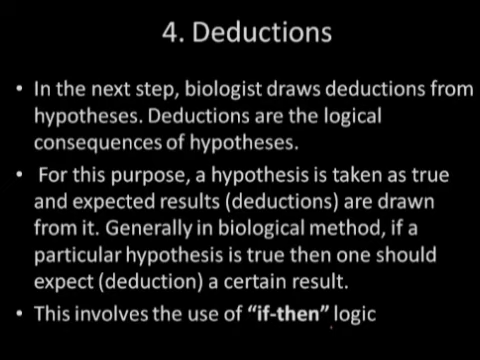 4. Deductions
• In the next step, biologist draws deductions from
hypotheses. Deductions are the logical
consequences of hypotheses.
• For this purpose, a hypothesis is taken as true
and expected results (deductions) are drawn
from it. Generally in biological method, if a
particular hypothesis is true then one should
expect (deduction) a certain result.
• This involves the use of “if-then” logic